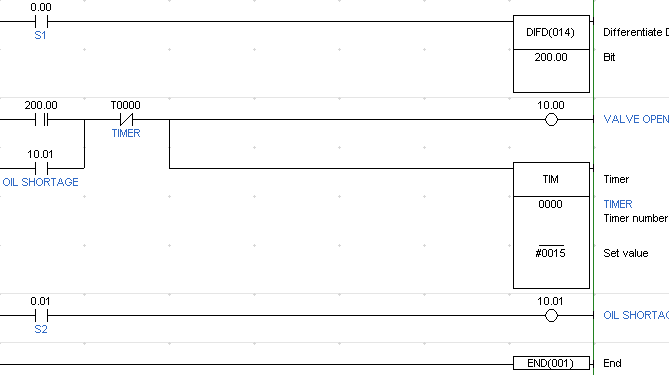 0.00
S1
DIFD(014)
Differentiate D
200.00
Bit
200.00
T0000
10.00
TIMER
VALVE OPEN
10.01
OIL SHORTAGE
TIM
Timer
0000
TIMER
Timer number
#0015
Set value
0.01
10.01
S2
OIL SHORTAG
END(001)
End